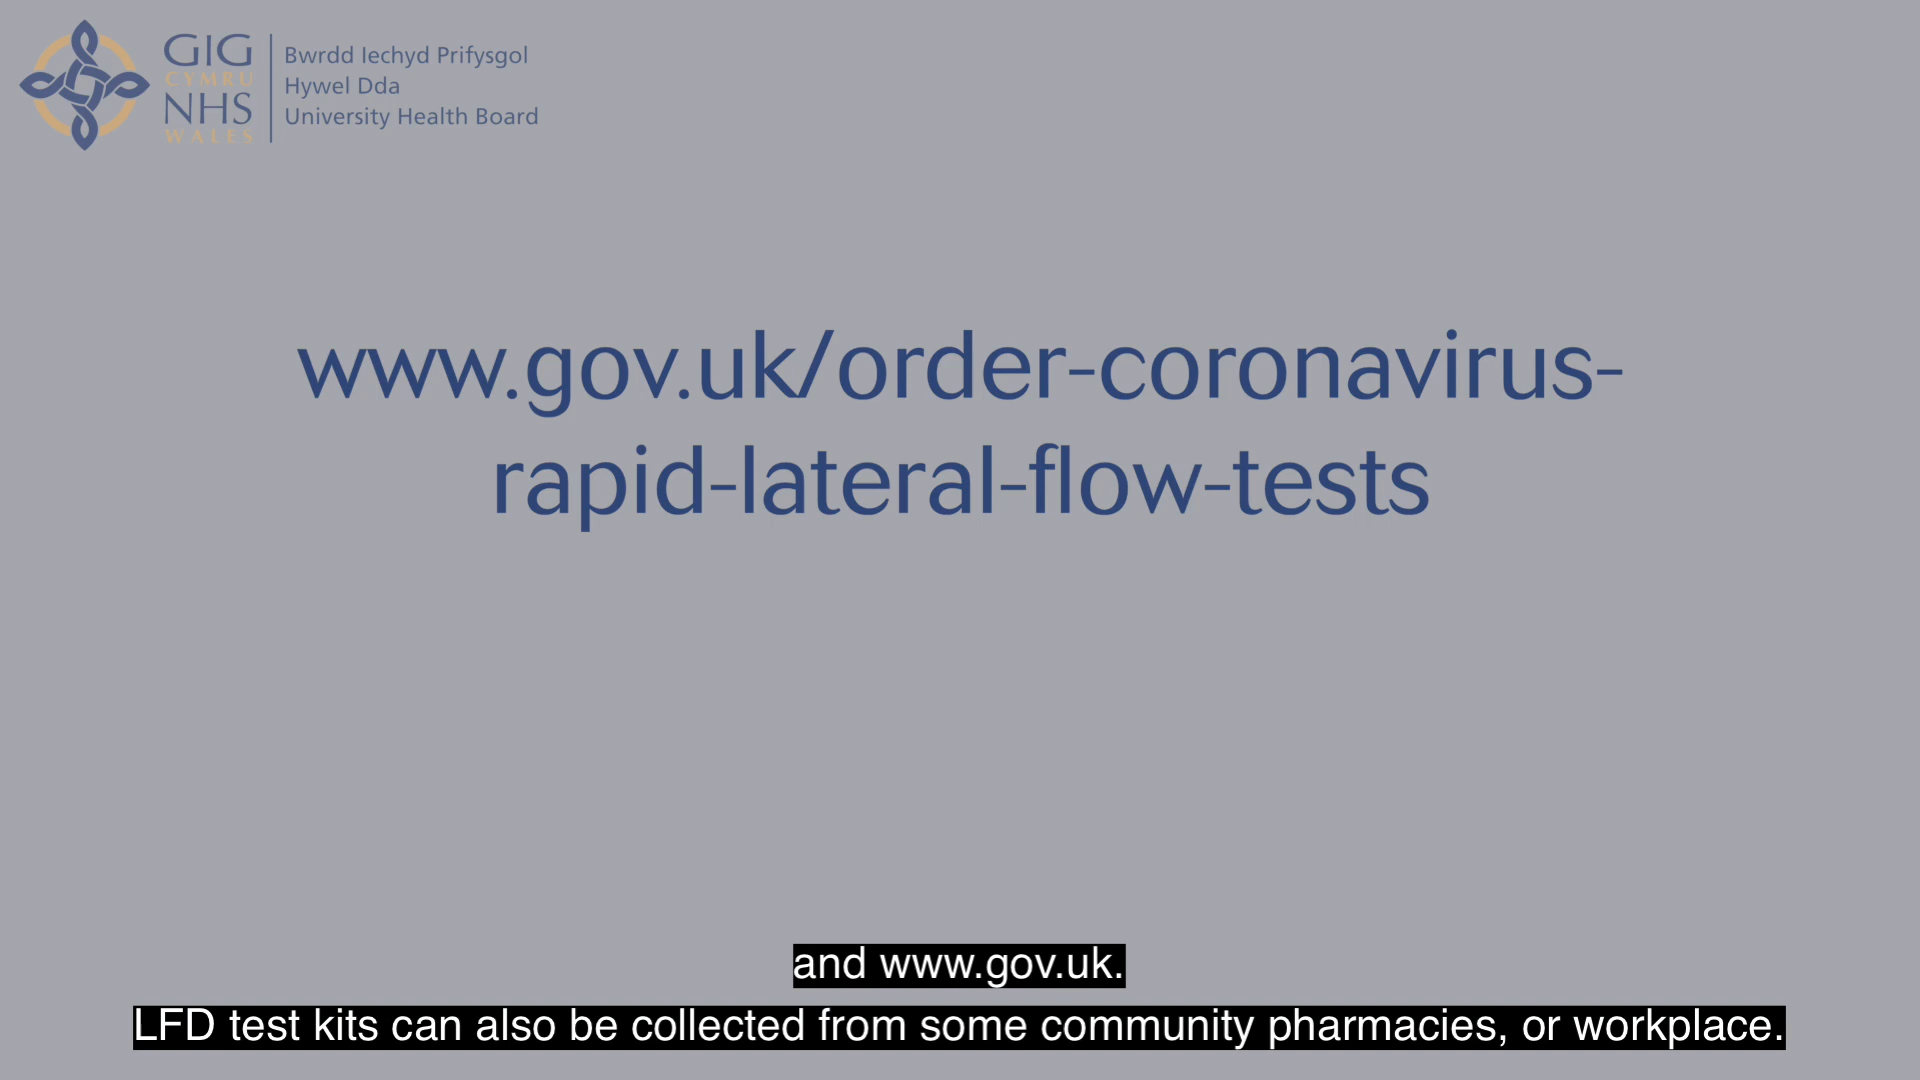 GIG
CYMRU
NHS
WALES
Bwrdd Iechyd Prifysgol
Hywel Dda
University Health Board
www.gov.uk/order-coronavirus-
rapid-lateral-flow-tests
and www.gov.uk.
LFD test kits can also be collected from some community pharmacies, or workplace.